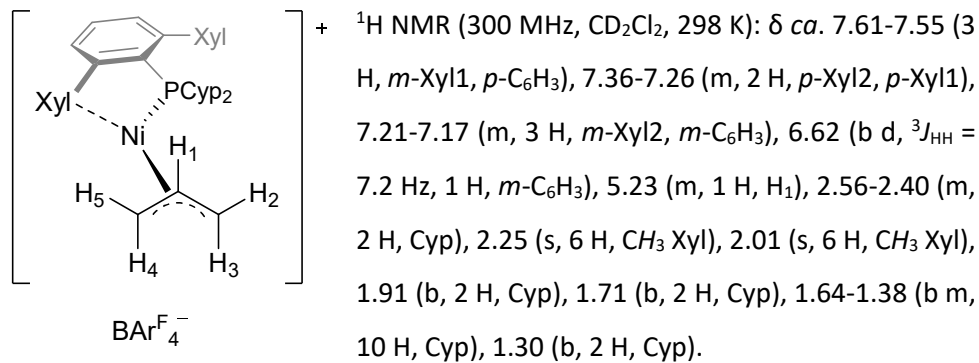 Xyl
Xyl
PCyp₂
Ni
H₁
H₅
H₂
H₄
H₃
+
BArF₄⁻
¹H NMR (300 MHz, CD₂Cl₂, 298 K): δ ca. 7.61-7.55 (3
H, m-Xyl1, p-C₆H₃), 7.36-7.26 (m, 2 H, p-Xyl2, p-Xyl1),
7.21-7.17 (m, 3 H, m-Xyl2, m-C₆H₃), 6.62 (b d, ³JHH =
7.2 Hz, 1 H, m-C₆H₃), 5.23 (m, 1 H, H₁), 2.56-2.40 (m,
2 H, Cyp), 2.25 (s, 6 H, CH₃ Xyl), 2.01 (s, 6 H, CH₃ Xyl),
1.91 (b, 2 H, Cyp), 1.71 (b, 2 H, Cyp), 1.64-1.38 (b m,
10 H, Cyp), 1.30 (b, 2 H, Cyp).